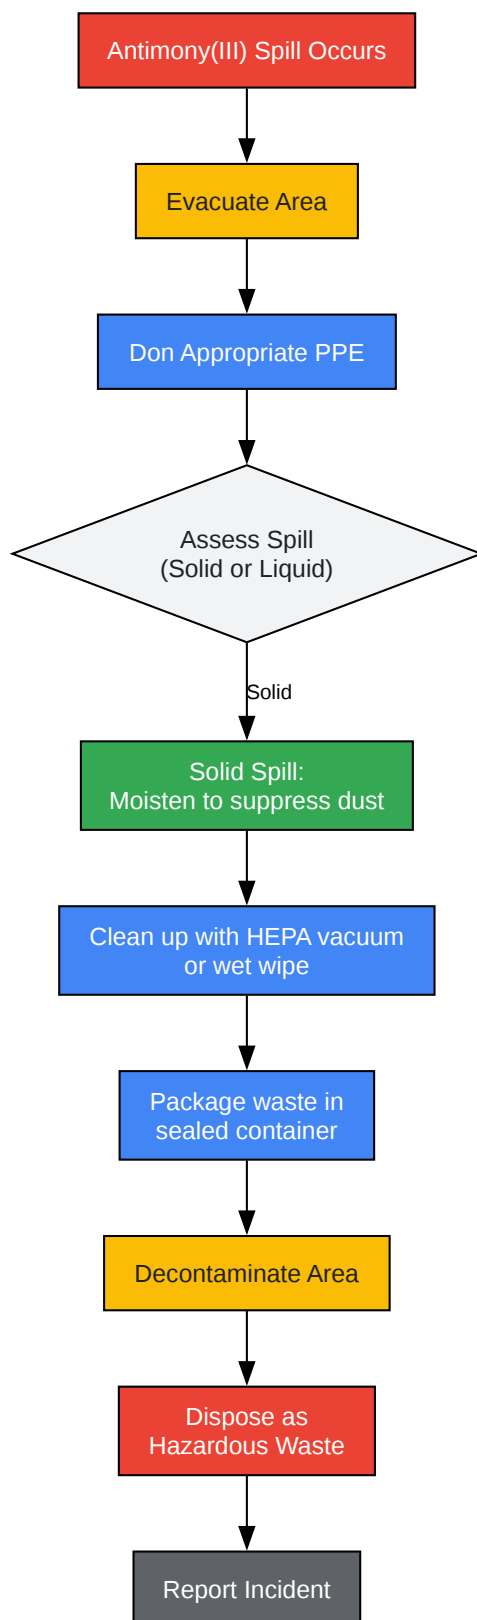 Antimony(III) Spill Occurs
Evacuate Area
Don Appropriate PPE
Assess Spill
(Solid or Liquid)
Solid
Solid Spill:
Moisten to suppress dust
Clean up with HEPA vacuum
or wet wipe
Package waste in
sealed container
Decontaminate Area
Dispose as
Hazardous Waste
Report Incident